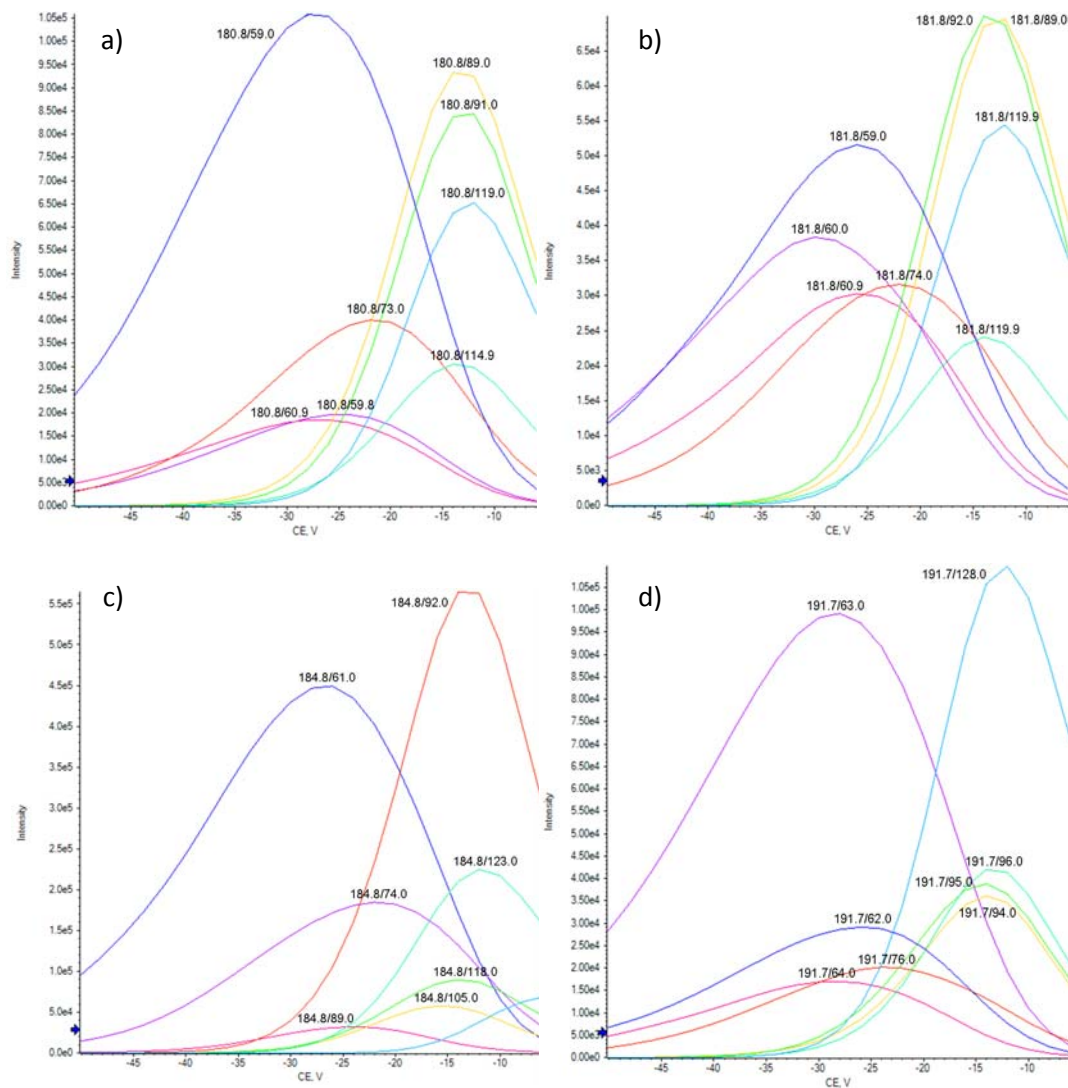 a)
1.05e5
1.00e5
9.50e4
9.00e4
8.50e4
8.00e4
7.50e4
7.00e4
6.50e4
6.00e4
5.50e4
5.00e4
4.50e4
4.00e4
3.50e4
3.00e4
2.50e4
2.00e4
1.50e4
1.00e4
5.00e3
0.00e0
Intensity
180.8/59.0
180.8/89.0
180.8/91.0
180.8/119.0
180.8/73.0
180.8/114.9
180.8/60.9
180.8/59.8
-45
-40
-35
-30
-25
-20
-15
-10
CE, V
b)
6.5e4
6.0e4
5.5e4
5.0e4
4.5e4
4.0e4
3.5e4
3.0e4
2.5e4
2.0e4
1.5e4
1.0e4
5.0e3
0.0e0
Intensity
181.8/92.0
181.8/89.0
181.8/119.9
181.8/59.0
181.8/60.0
181.8/74.0
181.8/60.9
181.8/119.9
-45
-40
-35
-30
-25
-20
-15
-10
CE, V
c)
5.5e5
5.0e5
4.5e5
4.0e5
3.5e5
3.0e5
2.5e5
2.0e5
1.5e5
1.0e5
5.0e4
0.0e0
Intensity
184.8/92.0
184.8/61.0
184.8/123.0
184.8/74.0
184.8/118.0
184.8/105.0
184.8/89.0
-45
-40
-35
-30
-25
-20
-15
-10
CE, V
d)
1.05e5
1.00e5
9.50e4
9.00e4
8.50e4
8.00e4
7.50e4
7.00e4
6.50e4
6.00e4
5.50e4
5.00e4
4.50e4
4.00e4
3.50e4
3.00e4
2.50e4
2.00e4
1.50e4
1.00e4
5.00e3
0.00e0
Intensity
191.7/128.0
191.7/63.0
191.7/96.0
191.7/95.0
191.7/94.0
191.7/62.0
191.7/76.0
191.7/64.0
-45
-40
-35
-30
-25
-20
-15
-10
CE, V